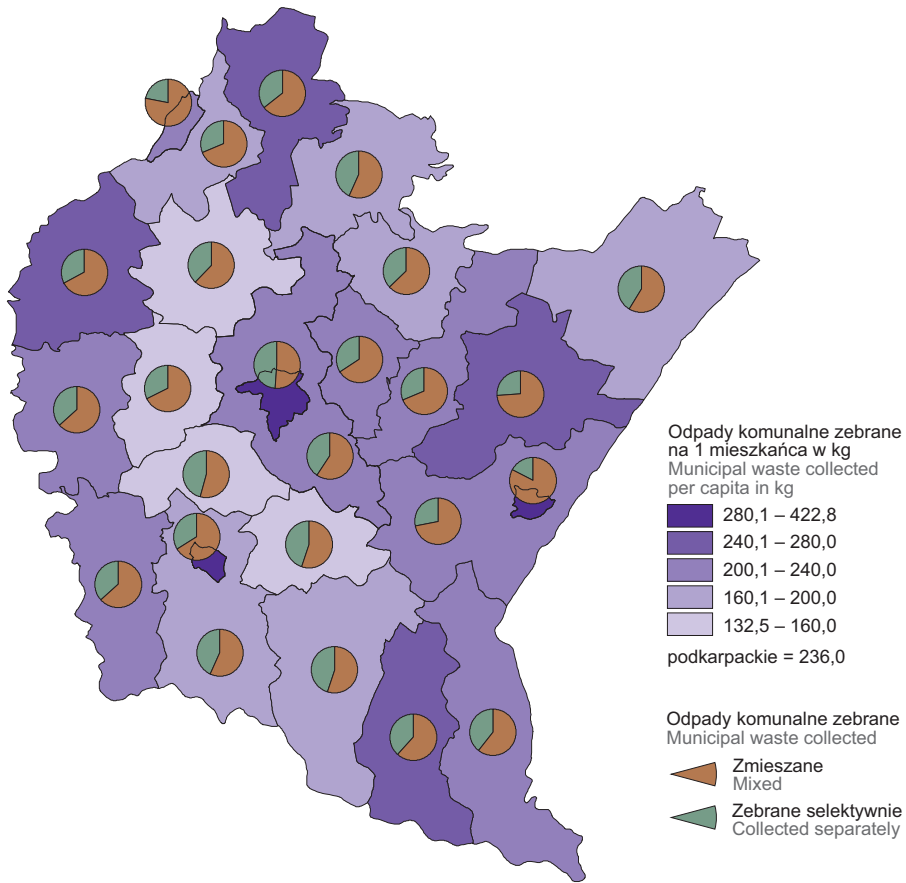 Odpady komunalne zebrane
na 1 mieszkańca w kg
Municipal waste collected
per capita in kg
280,1 – 422,8
240,1 – 280,0
200,1 – 240,0
160,1 – 200,0
132,5 – 160,0
podkarpackie = 236,0
Odpady komunalne zebrane
Municipal waste collected
Zmieszane
Mixed
Zebrane selektywnie
Collected separately